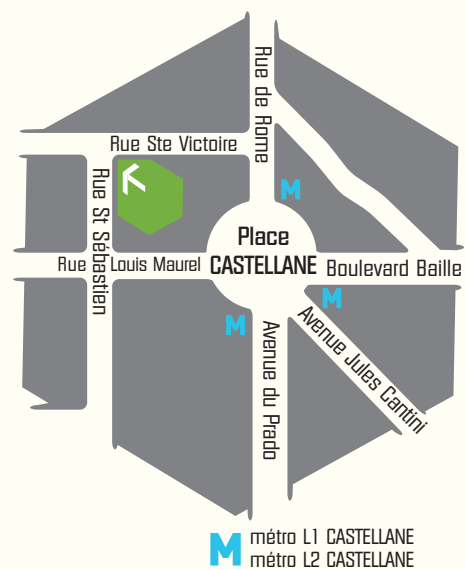 Rue de Rome
Rue Ste Victoire
Rue St Sébastien
M
Place
CASTELLANE
Rue Louis Maurel
Boulevard Baille
M
M
Avenue Jules Cantini
Avenue du Prado
M métro L1 CASTELLANE
métro L2 CASTELLANE